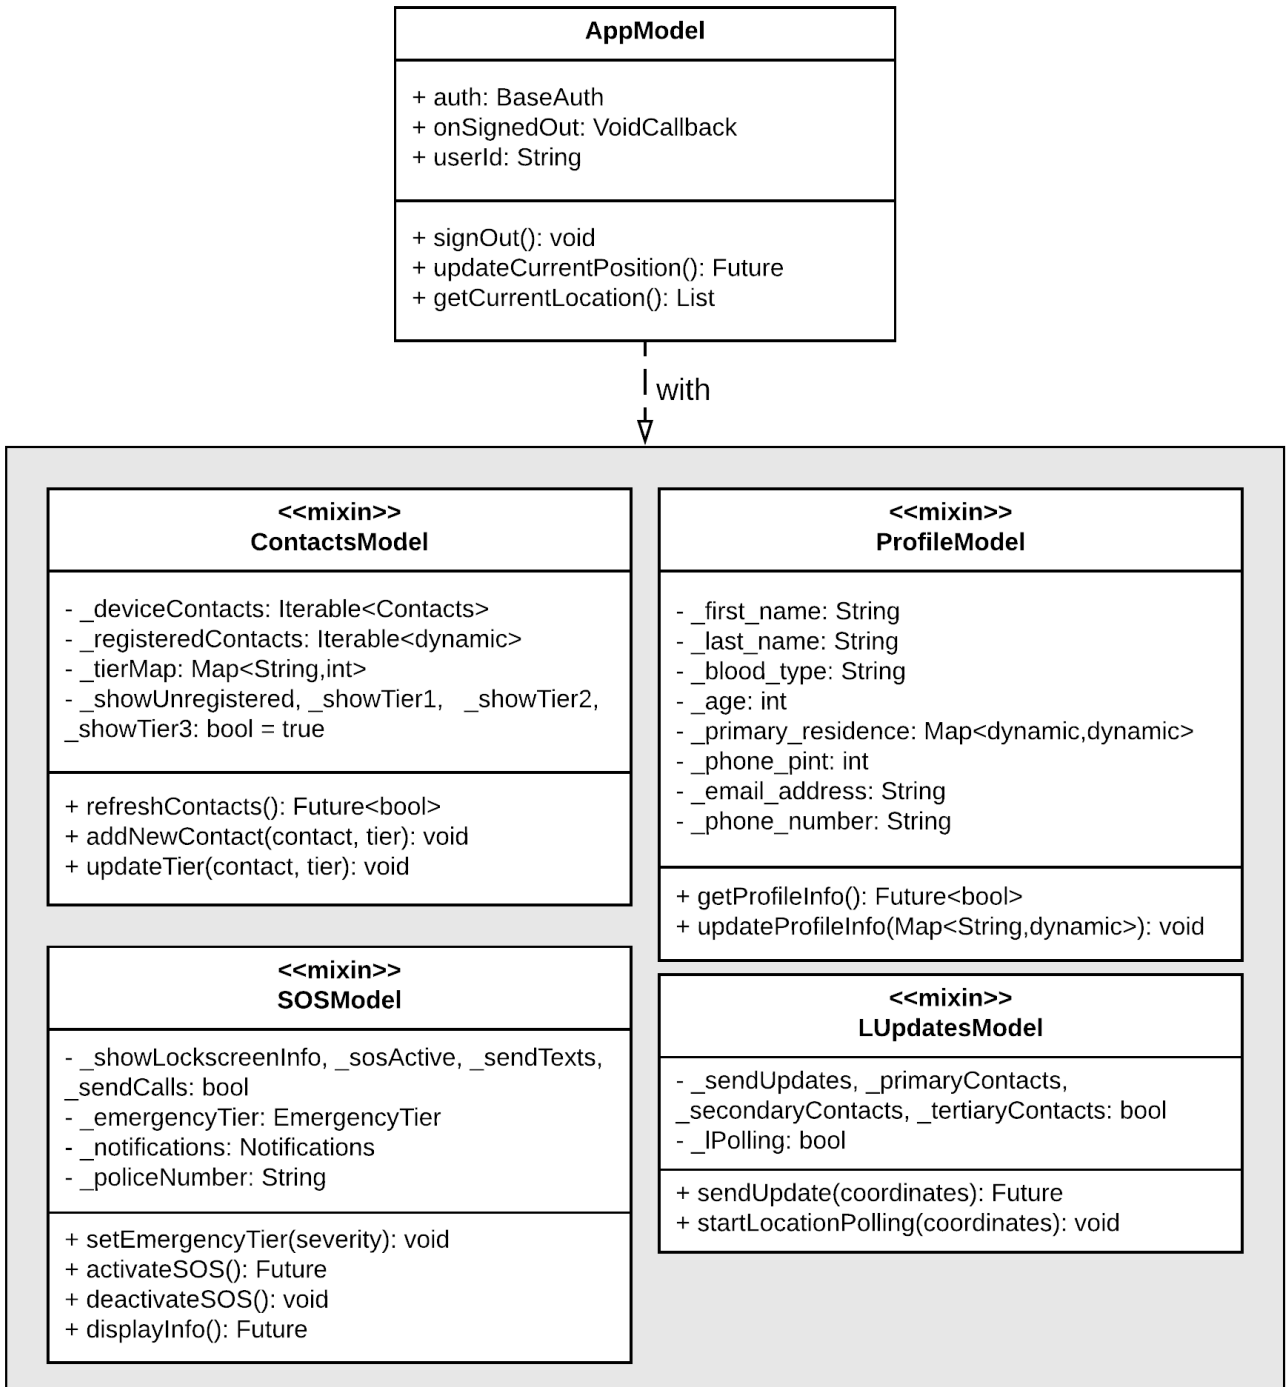 AppModel
+ auth: BaseAuth
+ onSignedOut: VoidCallback
+ userId: String
+ signOut(): void
+ updateCurrentPosition(): Future
+ getCurrentLocation(): List
with
<<mixin>>
ContactsModel
- _deviceContacts: Iterable<Contacts>
- _registeredContacts: Iterable<dynamic>
- _tierMap: Map<String,int>
- _showUnregistered, _showTier1, _showTier2,
_showTier3: bool = true
+ refreshContacts(): Future<bool>
+ addNewContact(contact, tier): void
+ updateTier(contact, tier): void
<<mixin>>
ProfileModel
- _first_name: String
- _last_name: String
- _blood_type: String
- _age: int
- _primary_residence: Map<dynamic,dynamic>
- _phone_pint: int
- _email_address: String
- _phone_number: String
+ getProfileInfo(): Future<bool>
+ updateProfileInfo(Map<String,dynamic>): void
<<mixin>>
SOSModel
- _showLockscreenInfo, _sosActive, _sendTexts,
_sendCalls: bool
- _emergencyTier: EmergencyTier
- _notifications: Notifications
- _policeNumber: String
+ setEmergencyTier(severity): void
+ activateSOS(): Future
+ deactivateSOS(): void
+ displayInfo(): Future
<<mixin>>
LUpdatesModel
- _sendUpdates, _primaryContacts,
_secondaryContacts, _tertiaryContacts: bool
- _lPolling: bool
+ sendUpdate(coordinates): Future
+ startLocationPolling(coordinates): void